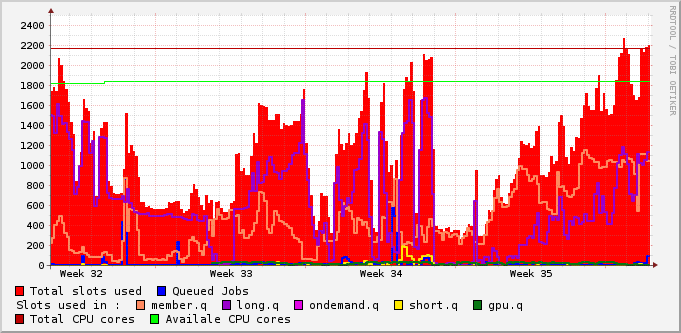 RRDTOOL / TOBI OETIKER
2400
2200
2000
1800
1600
1400
1200
1000
800
600
400
200
0
Week 32 Week 33 Week 34 Week 35
Total slots used Queued Jobs
Slots used in : member.q long.q ondemand.q short.q gpu.q
Total CPU cores Availale CPU cores